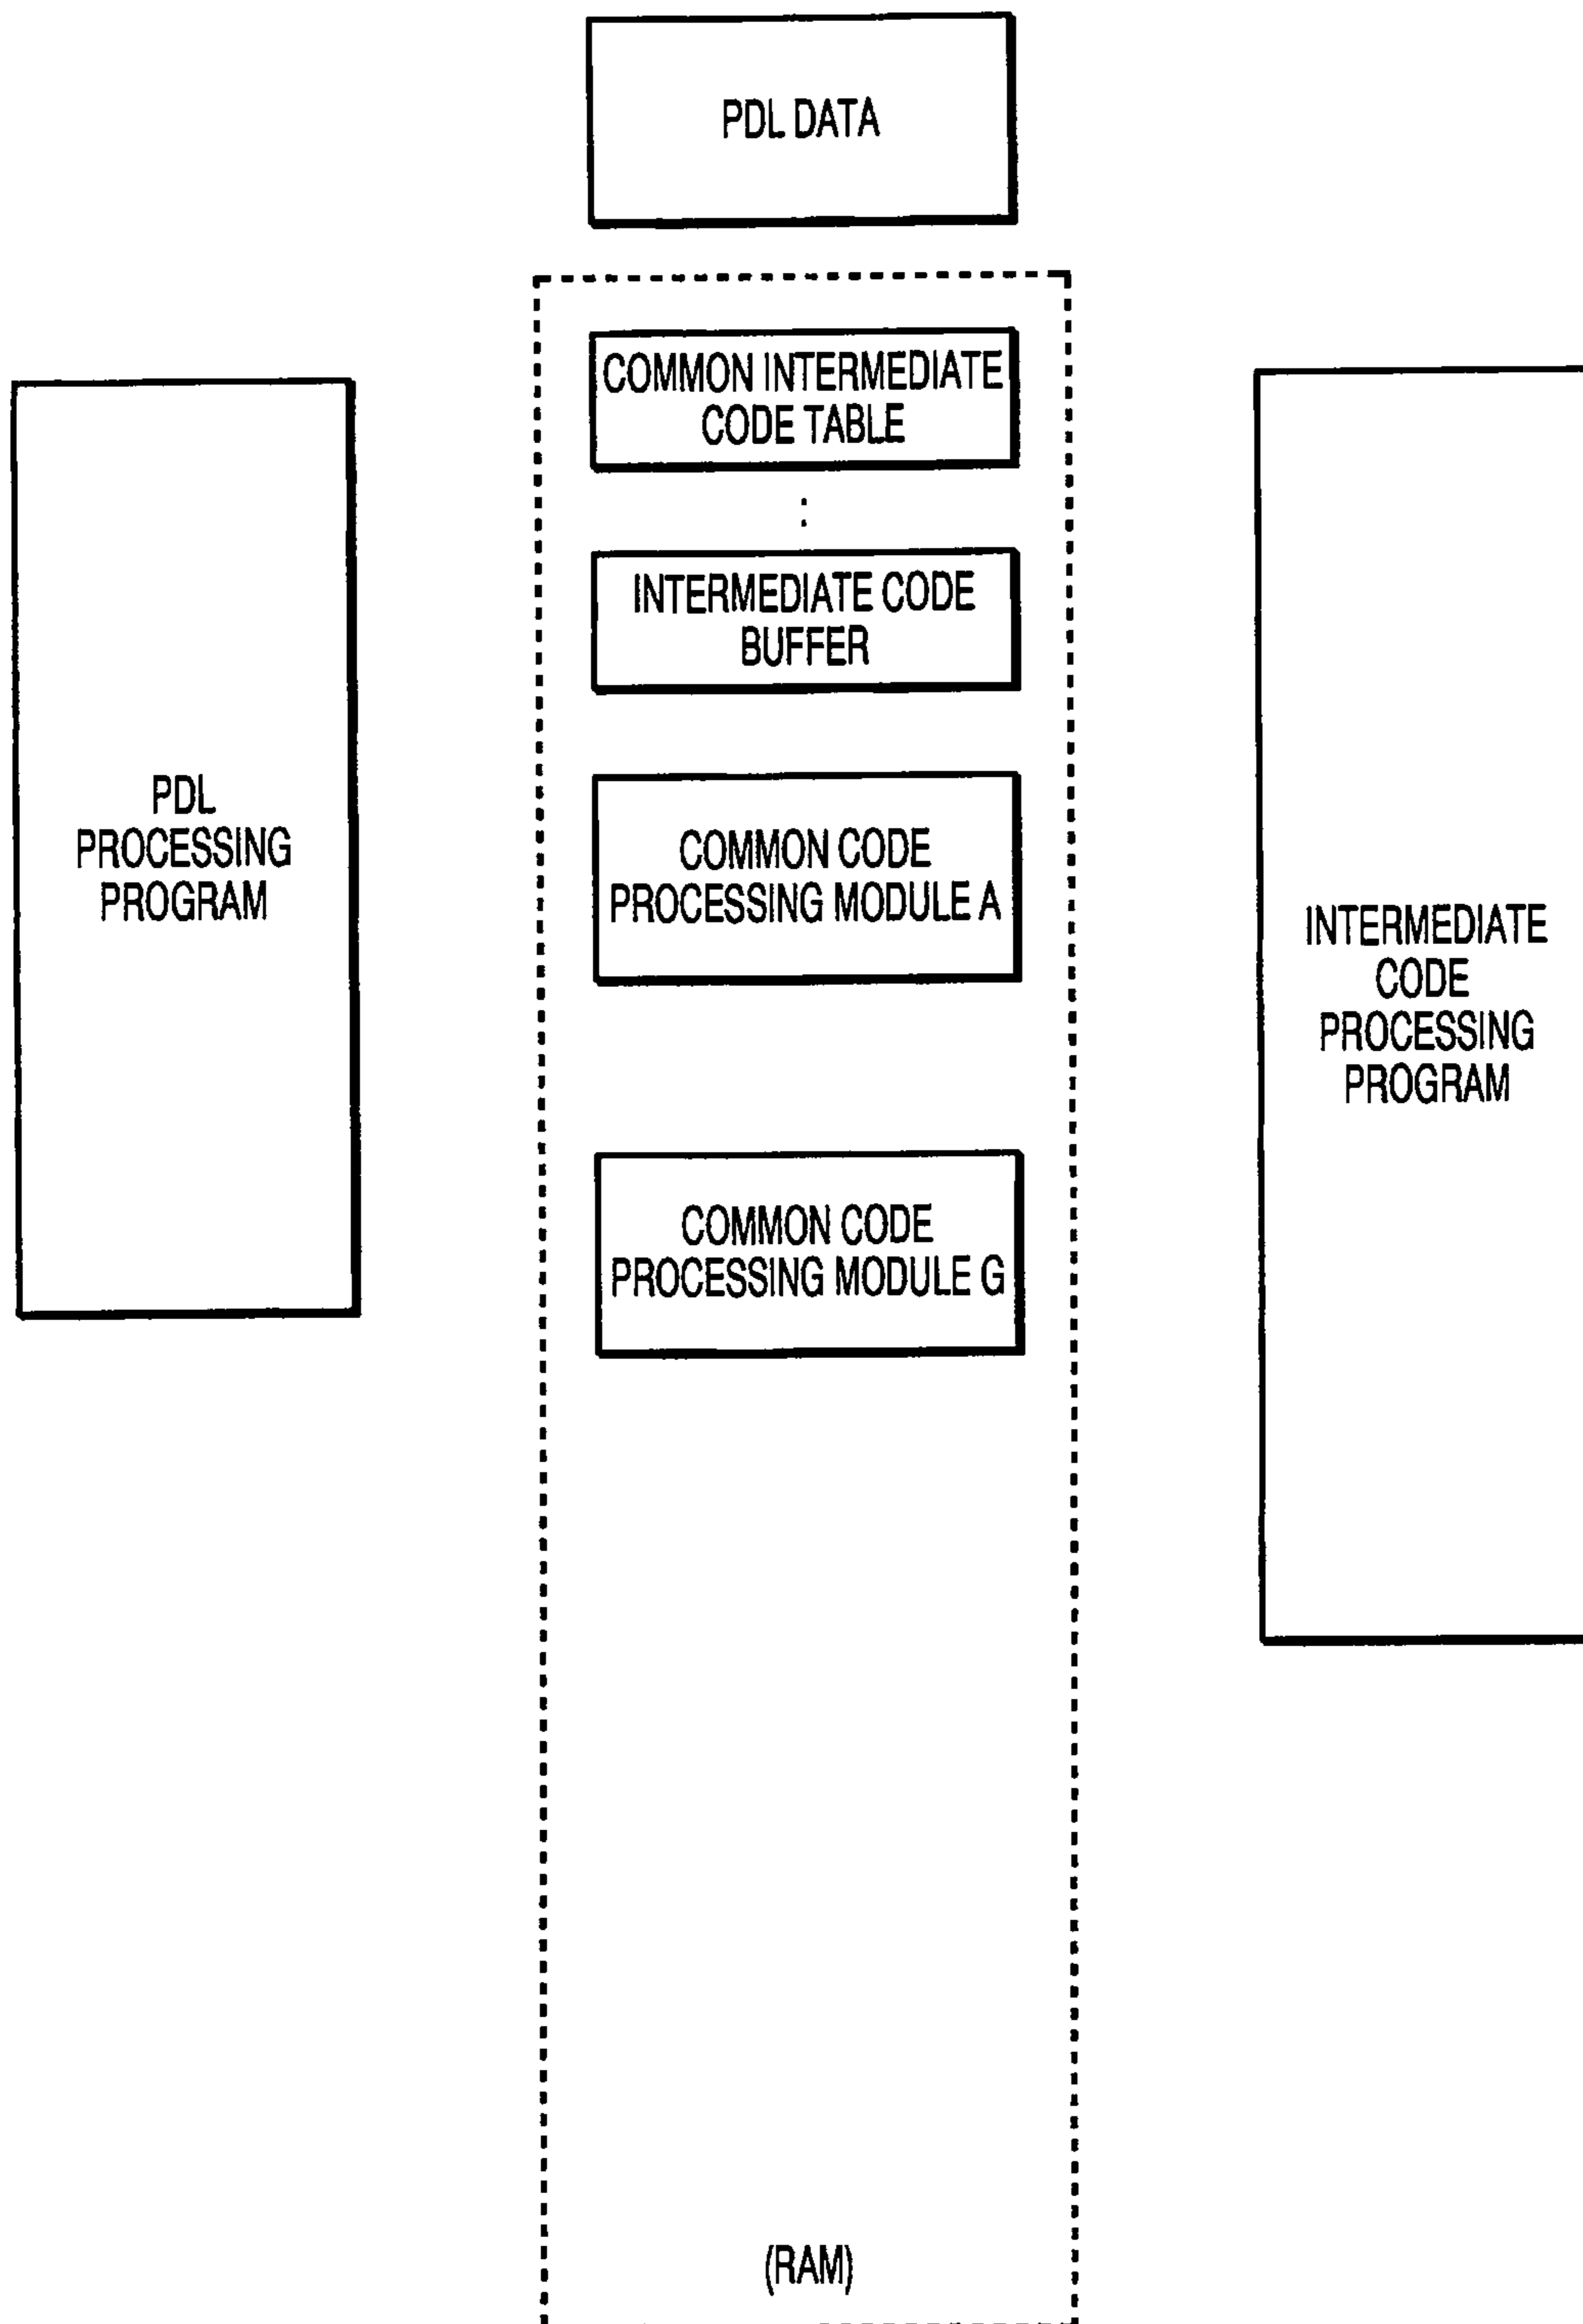 PDL DATA
COMMON INTERMEDIATE
CODE TABLE
INTERMEDIATE CODE
BUFFER
PDL
PROCESSING
PROGRAM
COMMON CODE
PROCESSING MODULE A
INTERMEDIATE
CODE
PROCESSING
PROGRAM
COMMON CODE
PROCESSING MODULE G
(RAM)